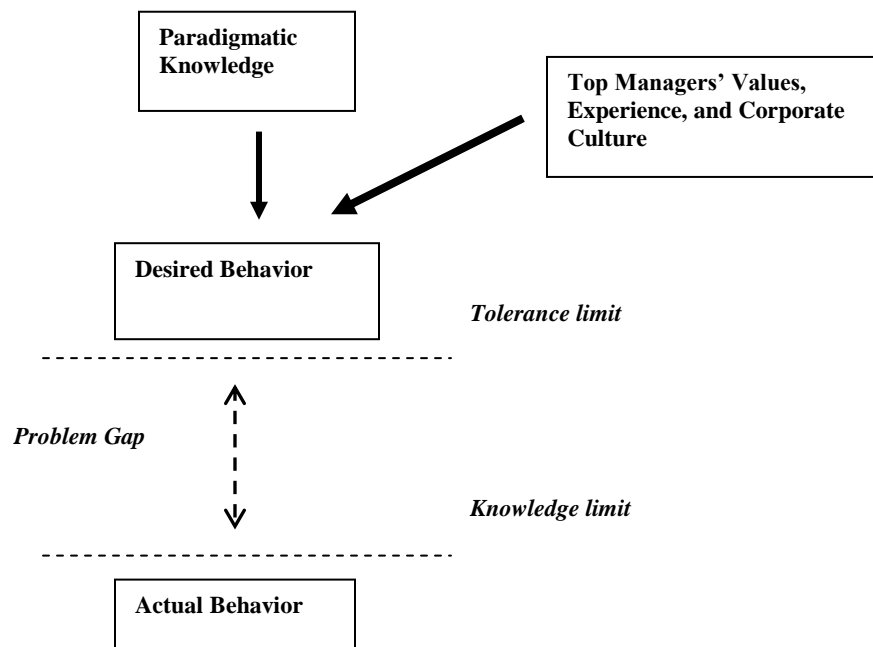 Paradigmatic
Knowledge
Top Managers’ Values,
Experience, and Corporate
Culture
Desired Behavior
Tolerance limit
Problem Gap
Knowledge limit
Actual Behavior